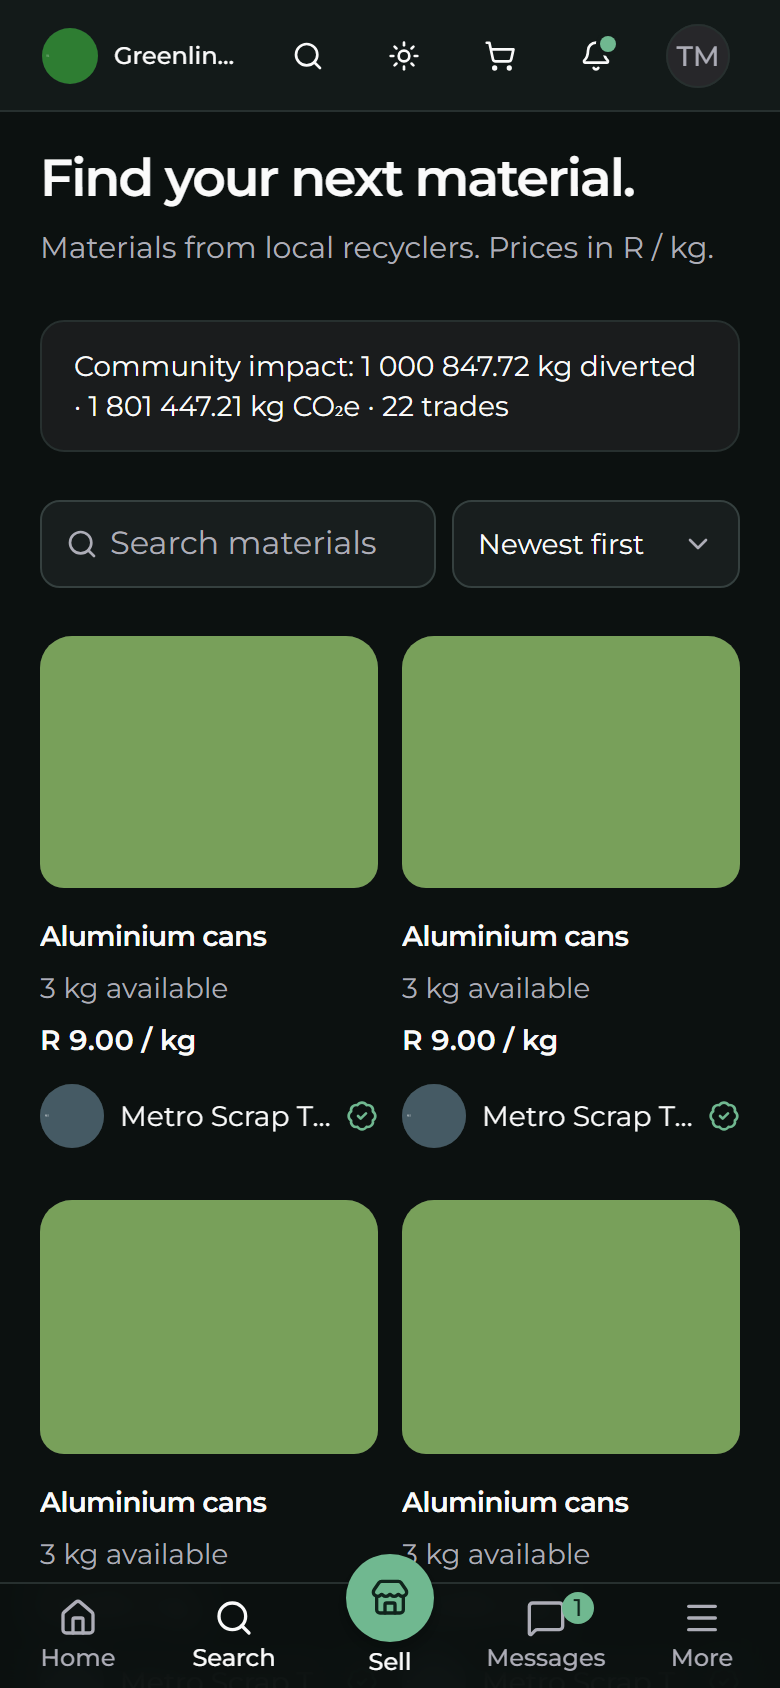 Greenlin...
TM
Find your next material.
Materials from local recyclers. Prices in R / kg.
Community impact: 1 000 847.72 kg diverted
· 1 801 447.21 kg CO₂e · 22 trades
Search materials
Newest first
Aluminium cans
3 kg available
R 9.00 / kg
Metro Scrap T...
Aluminium cans
3 kg available
R 9.00 / kg
Metro Scrap T...
Aluminium cans
3 kg available
Aluminium cans
3 kg available
Home
Search
Sell
1
Messages
More